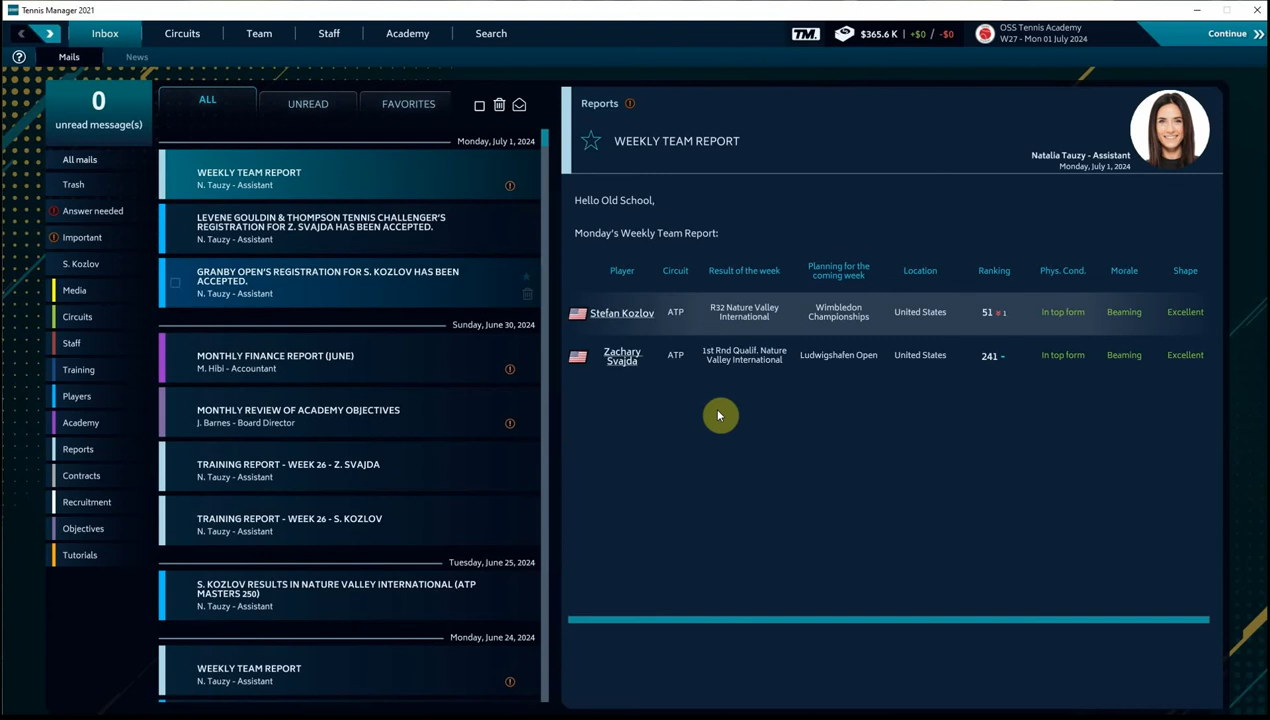 Tennis Manager 2021
Inbox
Circuits
Team
Staff
Academy
Search
TM.
$365.6 K | +$0 / -$0
OSS Tennis Academy
W27 - Mon 01 July 2024
Continue
Mails
News
0
unread message(s)
All mails
Trash
Answer needed
Important
S. Kozlov
Media
Circuits
Staff
Training
Players
Academy
Reports
Contracts
Recruitment
Objectives
Tutorials
ALL
UNREAD
FAVORITES
Monday, July 1, 2024
WEEKLY TEAM REPORT
N. Tauzy - Assistant
LEVENE GOULDIN & THOMPSON TENNIS CHALLENGER'S
REGISTRATION FOR Z. SVAJDA HAS BEEN ACCEPTED.
N. Tauzy - Assistant
GRANBY OPEN'S REGISTRATION FOR S. KOZLOV HAS BEEN
ACCEPTED.
N. Tauzy - Assistant
Sunday, June 30, 2024
MONTHLY FINANCE REPORT (JUNE)
M. Hibi - Accountant
MONTHLY REVIEW OF ACADEMY OBJECTIVES
J. Barnes - Board Director
TRAINING REPORT - WEEK 26 - Z. SVAJDA
N. Tauzy - Assistant
TRAINING REPORT - WEEK 26 - S. KOZLOV
N. Tauzy - Assistant
Tuesday, June 25, 2024
S. KOZLOV RESULTS IN NATURE VALLEY INTERNATIONAL (ATP
MASTERS 250)
N. Tauzy - Assistant
Monday, June 24, 2024
WEEKLY TEAM REPORT
N. Tauzy - Assistant
Reports
WEEKLY TEAM REPORT
Natalia Tauzy - Assistant
Monday, July 1, 2024
Hello Old School,
Monday's Weekly Team Report:
Player
Circuit
Result of the week
Planning for the
coming week
Location
Ranking
Phys. Cond.
Morale
Shape
Stefan Kozlov
ATP
R32 Nature Valley
International
Wimbledon
Championships
United States
51 1
In top form
Beaming
Excellent
Zachary
Svajda
ATP
1st Rnd Qualif. Nature
Valley International
Ludwigshafen Open
United States
241 -
In top form
Beaming
Excellent